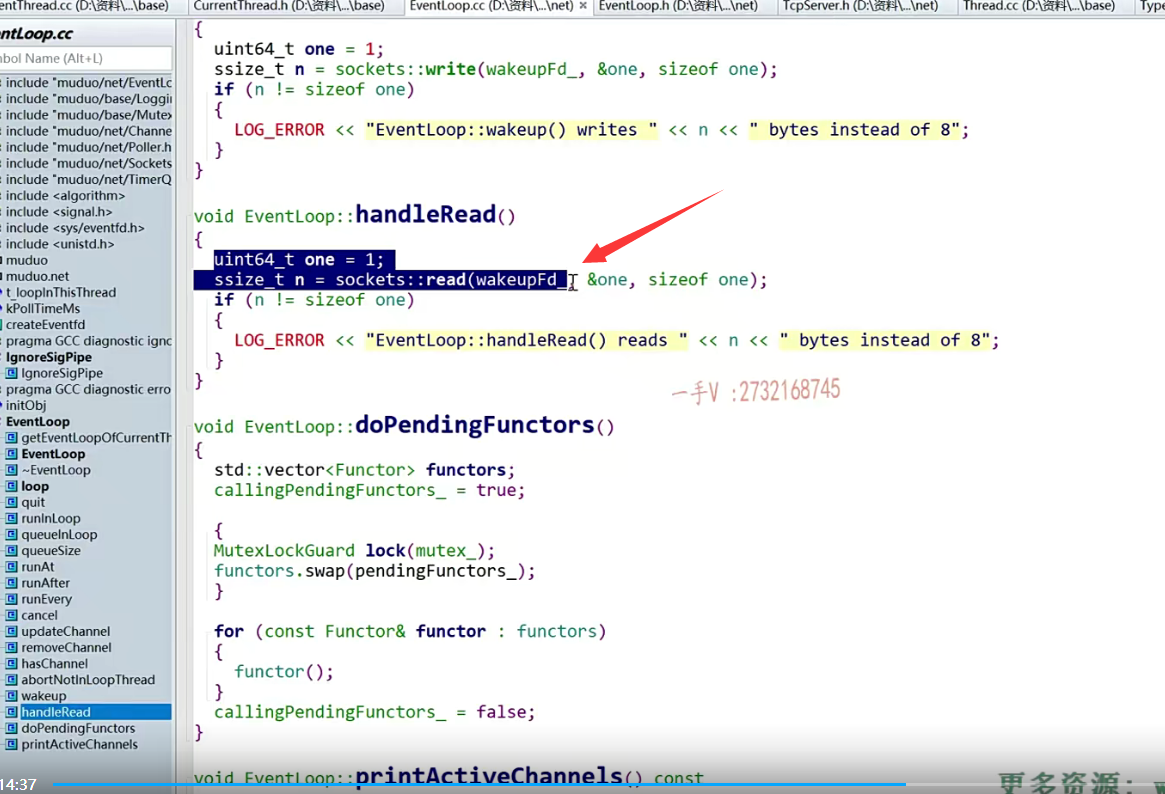 entThread.cc (D:\资料\...\base) CurrentThread.h (D:\资料\...\base) EventLoop.cc (D:\资料\...\net) × EventLoop.h (D:\资料\...\net) TcpServer.h (D:\资料\...\net) Thread.cc (D:\资料\...\base) Type
entLoop.cc
bol Name (Alt+L)
include "muduo/net/EventLo
include "muduo/base/Loggin
include "muduo/base/Mutex
include "muduo/net/Channe
include "muduo/net/Poller.h
include "muduo/net/Sockets
include "muduo/net/TimerQ
include <algorithm>
include <signal.h>
include <sys/eventfd.h>
include <unistd.h>
muduo
muduo.net
t_loopInThisThread
kPollTimeMs
createEventfd
pragma GCC diagnostic igno
IgnoreSigPipe
IgnoreSigPipe
pragma GCC diagnostic erro
initObj
EventLoop
getEventLoopOfCurrentTh
EventLoop
~EventLoop
loop
quit
runInLoop
queueInLoop
queueSize
runAt
runAfter
runEvery
cancel
updateChannel
removeChannel
hasChannel
abortNotInLoopThread
wakeup
handleRead
doPendingFunctors
printActiveChannels
{
uint64_t one = 1;
ssize_t n = sockets::write(wakeupFd_, &one, sizeof one);
if (n != sizeof one)
{
LOG_ERROR << "EventLoop::wakeup() writes " << n << " bytes instead of 8";
}
}
void EventLoop::handleRead()
{
uint64_t one = 1;
ssize_t n = sockets::read(wakeupFd_, &one, sizeof one);
if (n != sizeof one)
{
LOG_ERROR << "EventLoop::handleRead() reads " << n << " bytes instead of 8";
}
}
一手V :2732168745
void EventLoop::doPendingFunctors()
{
std::vector<Functor> functors;
callingPendingFunctors_ = true;
{
MutexLockGuard lock(mutex_);
functors.swap(pendingFunctors_);
}
for (const Functor& functor : functors)
{
functor();
}
callingPendingFunctors_ = false;
}
void EventLoop::printActiveChannels() const
14:37
更多资源：